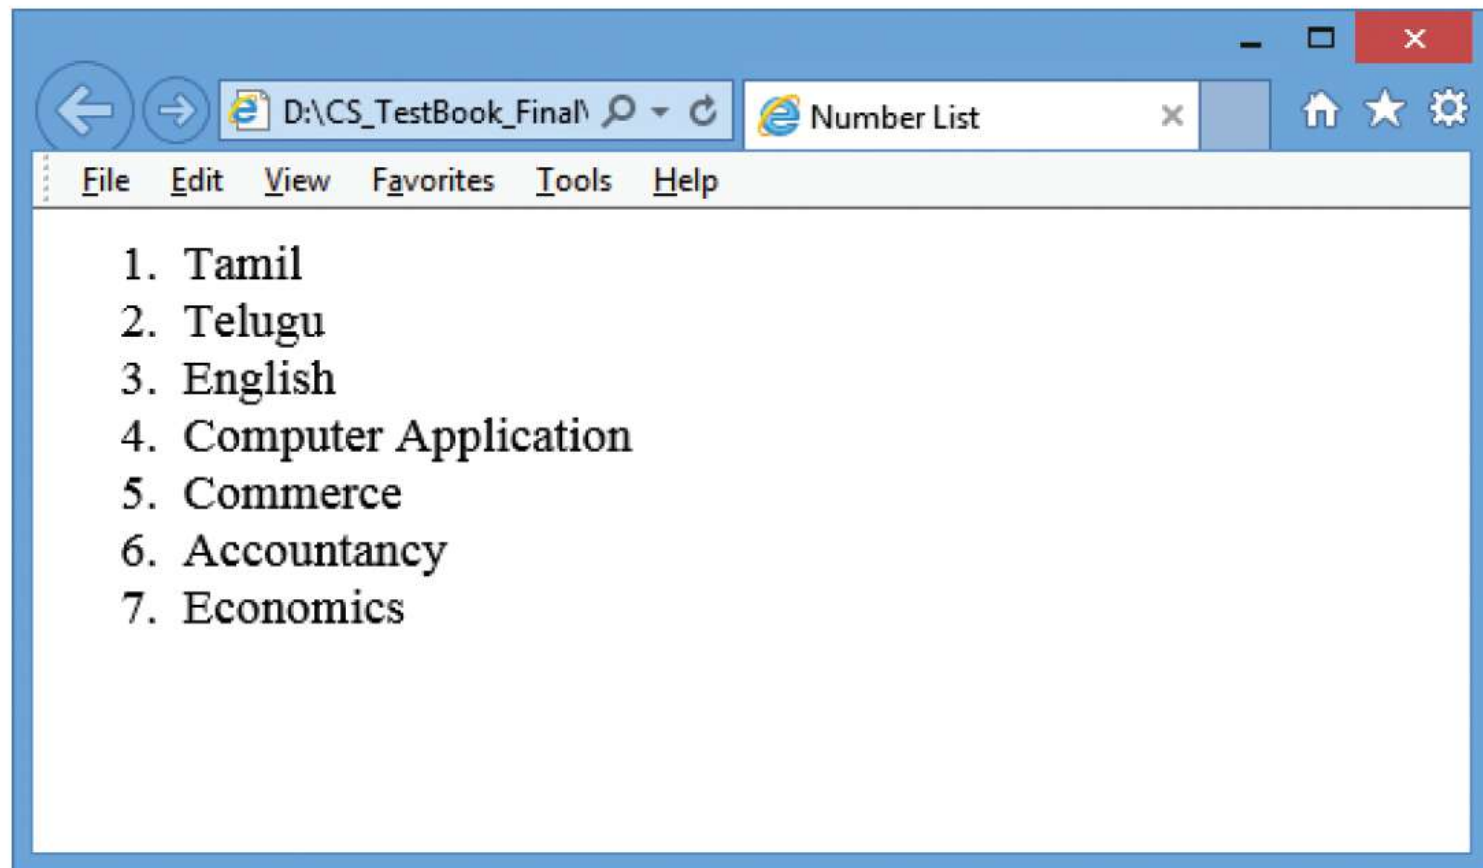 D:\CS_TestBook_Final\
Number List
File Edit View Favorites Tools Help
1. Tamil
2. Telugu
3. English
4. Computer Application
5. Commerce
6. Accountancy
7. Economics